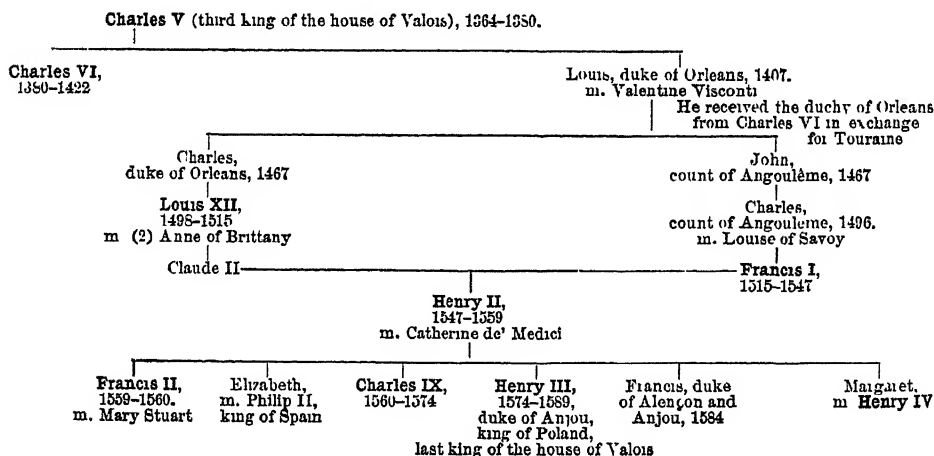 Charles V (third king of the house of Valois), 1364–1380.
Charles VI,
1380–1422
Louis, duke of Orleans, 1407.
m. Valentine Visconti
He received the duchy of Orleans
from Charles VI in exchange
for Touraine
Charles,
duke of Orleans, 1467
John,
count of Angoulême, 1467
Louis XII,
1498–1515
m (2) Anne of Brittany
Charles,
count of Angouleme, 1496.
m. Louise of Savoy
Claude II
Francis I,
1515–1547
Henry II,
1547–1559
m. Catherine de' Medici
Francis II,
1559–1560.
m. Mary Stuart
Elizabeth,
m. Philip II,
king of Spain
Charles IX,
1560–1574
Henry III,
1574–1589,
duke of Anjou,
king of Poland,
last king of the house of Valois
Francis, duke
of Alençon and
Anjou, 1584
Margaret,
m Henry IV